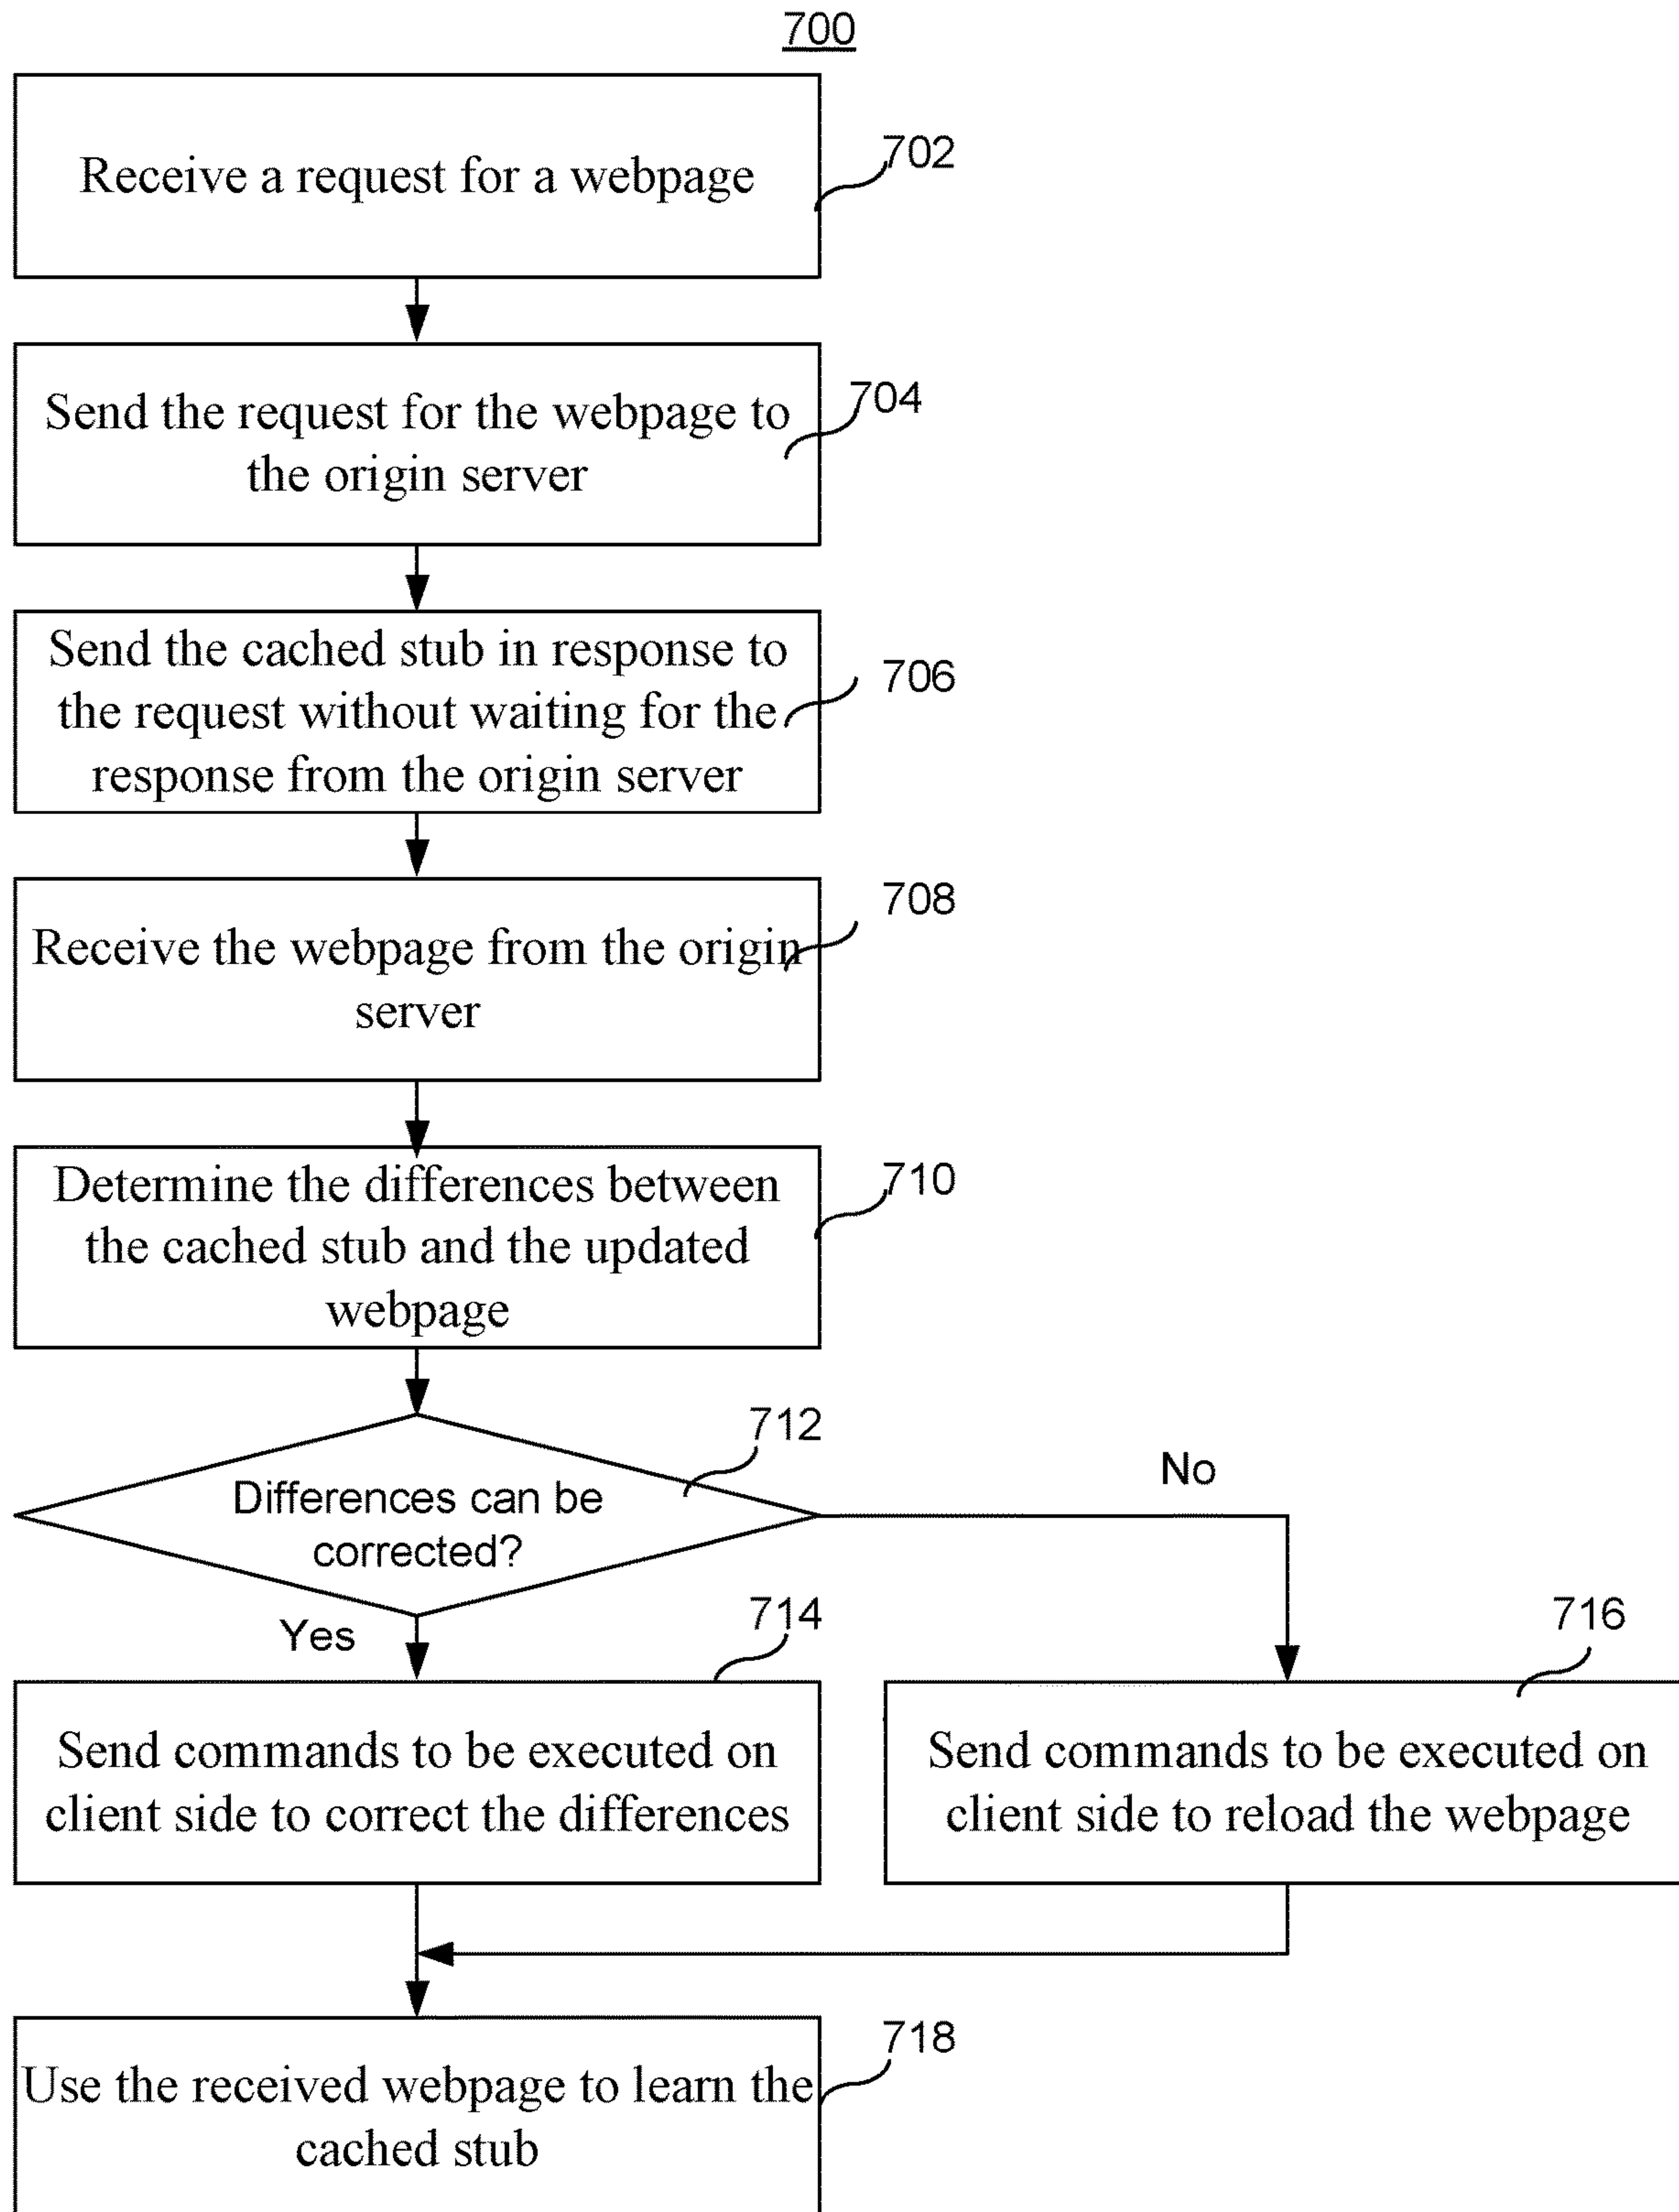 700
Receive a request for a webpage
702
Send the request for the webpage to
the origin server
704
Send the cached stub in response to
the request without waiting for the
response from the origin server
706
Receive the webpage from the origin
server
708
Determine the differences between
the cached stub and the updated
webpage
710
Differences can be
corrected?
712
No
Yes
714
Send commands to be executed on
client side to correct the differences
716
Send commands to be executed on
client side to reload the webpage
Use the received webpage to learn the
cached stub
718